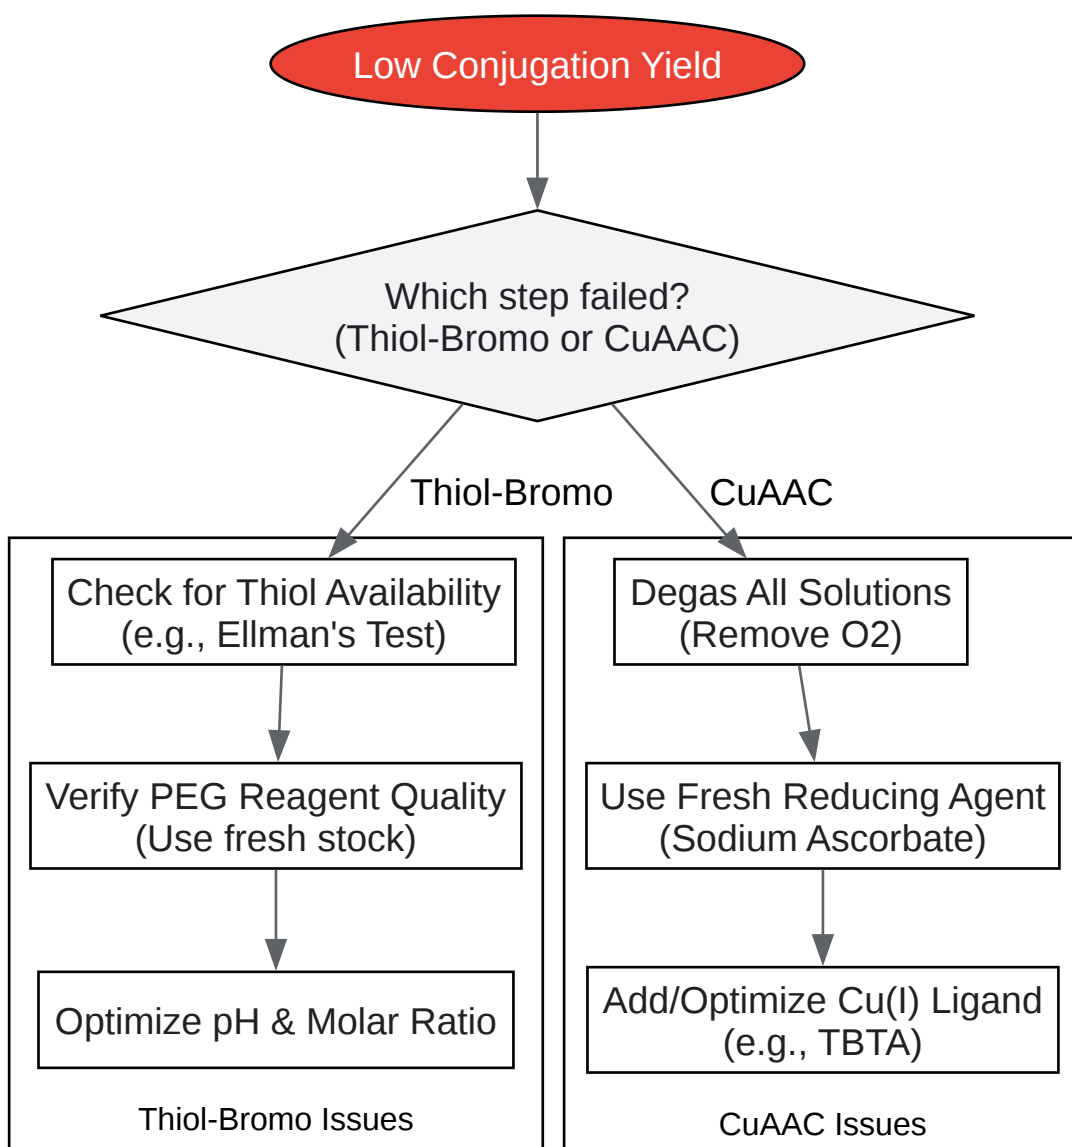 Low Conjugation Yield
Which step failed?
(Thiol-Bromo or CuAAC)
Thiol-Bromo
CuAAC
Check for Thiol Availability
(e.g., Ellman's Test)
Verify PEG Reagent Quality
(Use fresh stock)
Optimize pH & Molar Ratio
Thiol-Bromo Issues
Degas All Solutions
(Remove O2)
Use Fresh Reducing Agent
(Sodium Ascorbate)
Add/Optimize Cu(I) Ligand
(e.g., TBTA)
CuAAC Issues